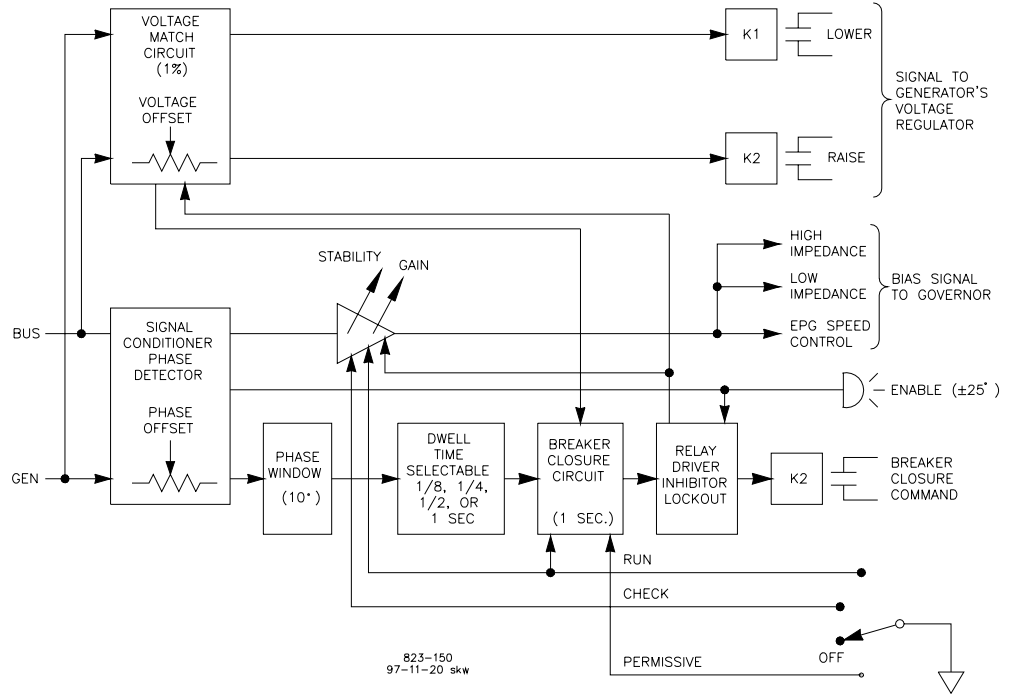 VOLTAGE
MATCH
CIRCUIT
(1%)
VOLTAGE
OFFSET
K1
LOWER
K2
RAISE
SIGNAL TO
GENERATOR'S
VOLTAGE
REGULATOR
STABILITY
GAIN
HIGH
IMPEDANCE
LOW
IMPEDANCE
EPG SPEED
CONTROL
BIAS SIGNAL
TO GOVERNOR
BUS
SIGNAL
CONDITIONER
PHASE
DETECTOR
PHASE
OFFSET
ENABLE (±25°)
GEN
PHASE
WINDOW
(10°)
DWELL
TIME
SELECTABLE
1/8, 1/4,
1/2, OR
1 SEC
BREAKER
CLOSURE
CIRCUIT
(1 SEC.)
RELAY
DRIVER
INHIBITOR
LOCKOUT
K2
BREAKER
CLOSURE
COMMAND
RUN
CHECK
OFF
PERMISSIVE
823-150
97-11-20 skw